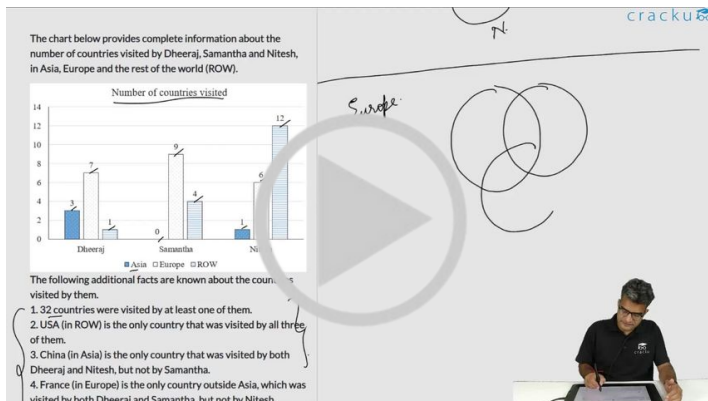 cracku
N.
The chart below provides complete information about the
number of countries visited by Dheeraj, Samantha and Nitesh,
in Asia, Europe and the rest of the world (ROW).
Number of countries visited
Europe.
14
12
10
8
6
4
2
0
3
7
1
0
9
4
1
6
12
Dheeraj
Samantha
Asia
Europe
ROW
The following additional facts are known about the
visited by them.
1. 32 countries were visited by at least one of them.
2. USA (in ROW) is the only country that was visited by all three
of them.
3. China (in Asia) is the only country that was visited by both
Dheeraj and Nitesh, but not by Samantha.
4. France (in Europe) is the only country outside Asia, which was
visited by both Dheeraj and Samantha, but not by Nitesh.